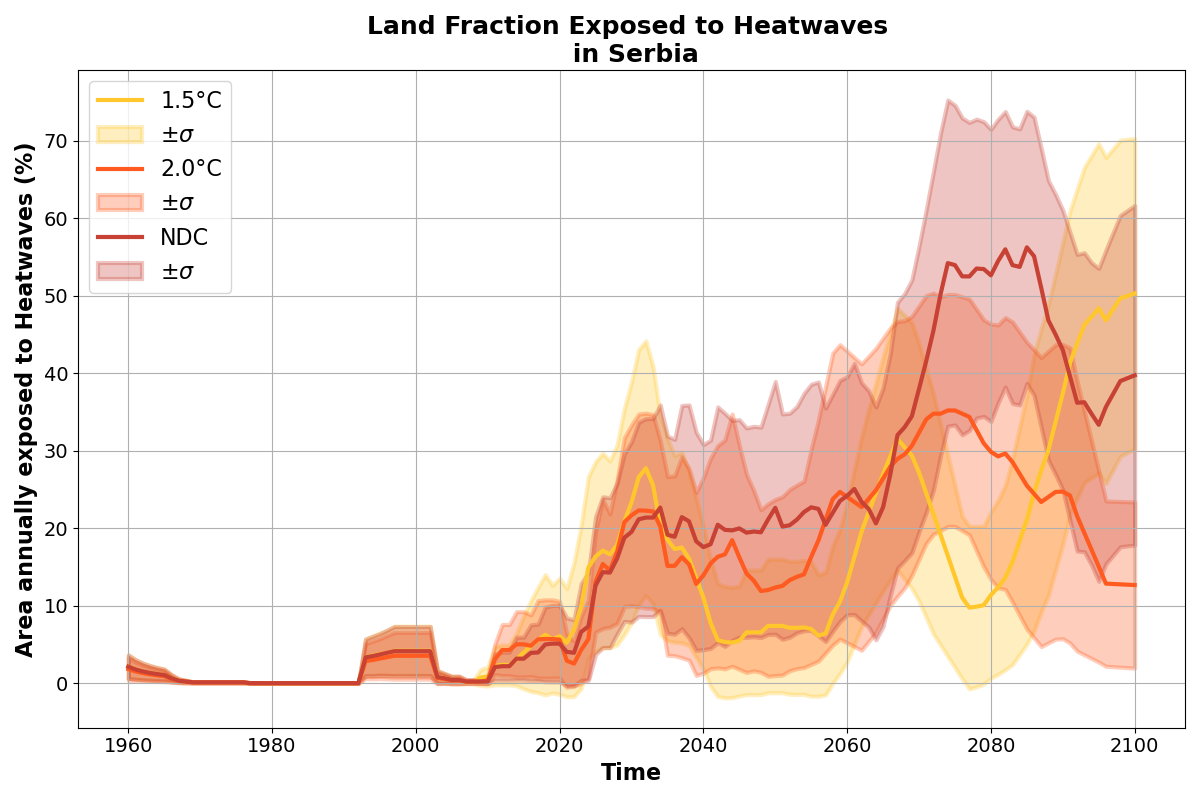 Land Fraction Exposed to Heatwaves
in Serbia
Area annually exposed to Heatwaves (%)
70
60
50
40
30
20
10
0
1.5°C
±σ
2.0°C
±σ
NDC
±σ
1960
1980
2000
2020
2040
2060
2080
2100
Time